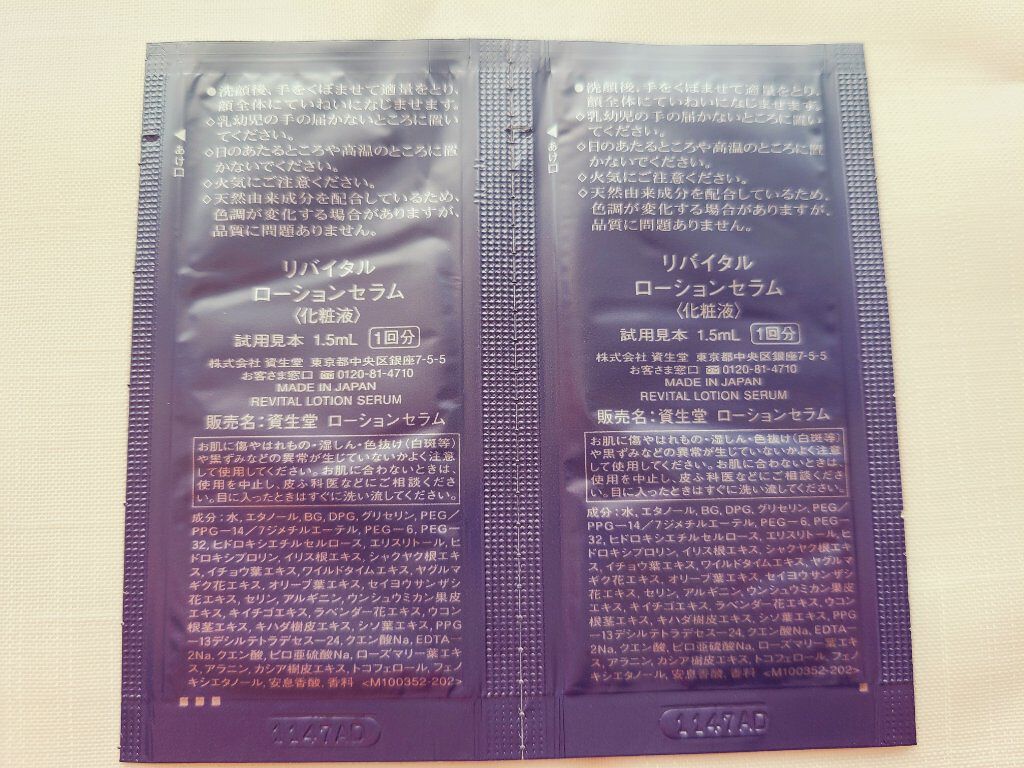 ●洗顔後、手をくぼませて適量をとり、
顔全体にていねいになじませます。
◇乳幼児の手の届かないところに置い
てください。
◇日のあたるところや高温のところに置
かないでください。
◇火気にご注意ください。
◇天然由来成分を配合しているため、
色調が変化する場合がありますが、
品質に問題ありません。
◀あけ口
リバイタル
ローションセラム
〈化粧液〉
試用見本 1.5mL 1回分
株式会社 資生堂 東京都中央区銀座7-5-5
お客さま窓口 0120-81-4710
MADE IN JAPAN
REVITAL LOTION SERUM
販売名:資生堂 ローションセラム
お肌に傷やはれもの・湿しん・色抜け(白斑等)
や黒ずみなどの異常が生じていないかよく注意
して使用してください。お肌に合わないときは、
使用を中止し、皮ふ科医などにご相談くださ
い。目に入ったときはすぐに洗い流してください。
成分:水, エタノール, BG, DPG, グリセリン, PEG/
PPG-14/7ジメチルエーテル, PEG-6, PEG-
32, ヒドロキシエチルセルロース, エリスリトール, ヒ
ドロキシプロリン, イリス根エキス, シャクヤク根エキ
ス, イチョウ葉エキス, ワイルドタイムエキス, ヤグルマ
ギク花エキス, オリーブ葉エキス, セイヨウサンザシ
花エキス, セリン, アルギニン, ウンシュウミカン果皮
エキス, キイチゴエキス, ラベンダー花エキス, ウコン
根茎エキス, キハダ樹皮エキス, シソ葉エキス, PPG
-13デシルテトラデセス-24, クエン酸Na, EDTA-
2Na, クエン酸, ピロ亜硫酸Na, ローズマリー葉エキ
ス, アラニン, カシア樹皮エキス, トコフェロール, フェノ
キシエタノール, 安息香酸, 香料 <M100352-202>
1147AD
●洗顔後、手をくぼませて適量をとり、
顔全体にていねいになじませます。
◇乳幼児の手の届かないところに置い
てください。
◇日のあたるところや高温のところに置
かないでください。
◇火気にご注意ください。
◇天然由来成分を配合しているため、
色調が変化する場合がありますが、
品質に問題ありません。
◀あけ口
リバイタル
ローションセラム
〈化粧液〉
試用見本 1.5mL 1回分
株式会社 資生堂 東京都中央区銀座7-5-5
お客さま窓口 0120-81-4710
MADE IN JAPAN
REVITAL LOTION SERUM
販売名:資生堂 ローションセラム
お肌に傷やはれもの・湿しん・色抜け(白斑等)
や黒ずみなどの異常が生じていないかよく注意
して使用してください。お肌に合わないときは、
使用を中止し、皮ふ科医などにご相談くださ
い。目に入ったときはすぐに洗い流してください。
成分:水, エタノール, BG, DPG, グリセリン, PEG/
PPG-14/7ジメチルエーテル, PEG-6, PEG-
32, ヒドロキシエチルセルロース, エリスリトール, ヒ
ドロキシプロリン, イリス根エキス, シャクヤク根エキ
ス, イチョウ葉エキス, ワイルドタイムエキス, ヤグルマ
ギク花エキス, オリーブ葉エキス, セイヨウサンザシ
花エキス, セリン, アルギニン, ウンシュウミカン果皮
エキス, キイチゴエキス, ラベンダー花エキス, ウコン
根茎エキス, キハダ樹皮エキス, シソ葉エキス, PPG
-13デシルテトラデセス-24, クエン酸Na, EDTA-
2Na, クエン酸, ピロ亜硫酸Na, ローズマリー葉エキ
ス, アラニン, カシア樹皮エキス, トコフェロール, フェノ
キシエタノール, 安息香酸, 香料 <M100352-202>
1147AD